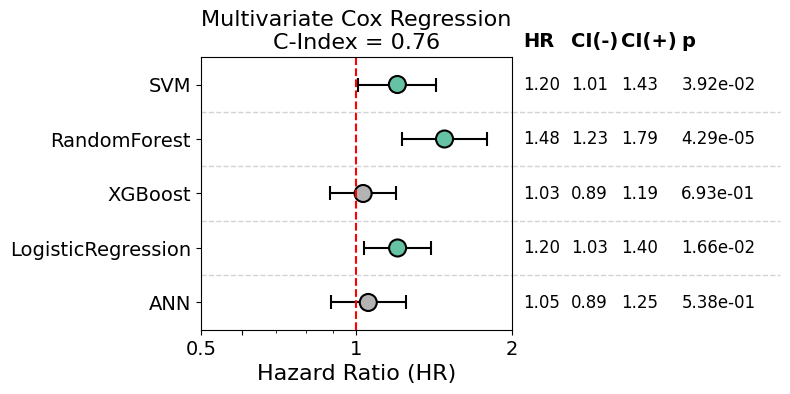 Multivariate Cox Regression
C-Index = 0.76
HR CI(-) CI(+) p
SVM 1.20 1.01 1.43 3.92e-02
RandomForest 1.48 1.23 1.79 4.29e-05
XGBoost 1.03 0.89 1.19 6.93e-01
LogisticRegression 1.20 1.03 1.40 1.66e-02
ANN 1.05 0.89 1.25 5.38e-01
0.5 1 2
Hazard Ratio (HR)